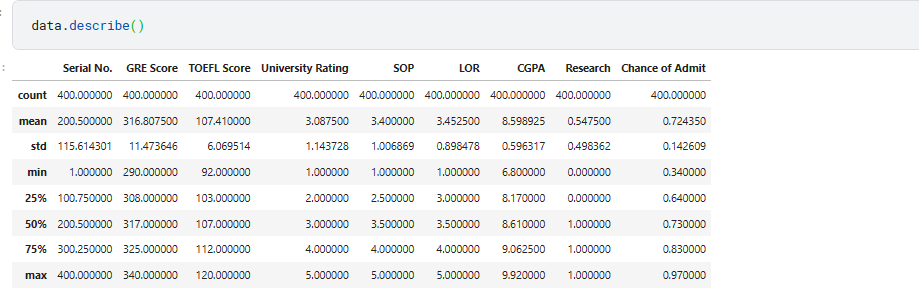 data.describe()
Serial No. GRE Score TOEFL Score University Rating SOP LOR CGPA Research Chance of Admit
count 400.000000 400.000000 400.000000 400.000000 400.000000 400.000000 400.000000 400.000000 400.000000
mean 200.500000 316.807500 107.410000 3.087500 3.400000 3.452500 8.598925 0.547500 0.724350
std 115.614301 11.473646 6.069514 1.143728 1.006869 0.898478 0.596317 0.498362 0.142609
min 1.000000 290.000000 92.000000 1.000000 1.000000 1.000000 6.800000 0.000000 0.340000
25% 100.750000 308.000000 103.000000 2.000000 2.500000 3.000000 8.170000 0.000000 0.640000
50% 200.500000 317.000000 107.000000 3.000000 3.500000 3.500000 8.610000 1.000000 0.730000
75% 300.250000 325.000000 112.000000 4.000000 4.000000 4.000000 9.062500 1.000000 0.830000
max 400.000000 340.000000 120.000000 5.000000 5.000000 5.000000 9.920000 1.000000 0.970000